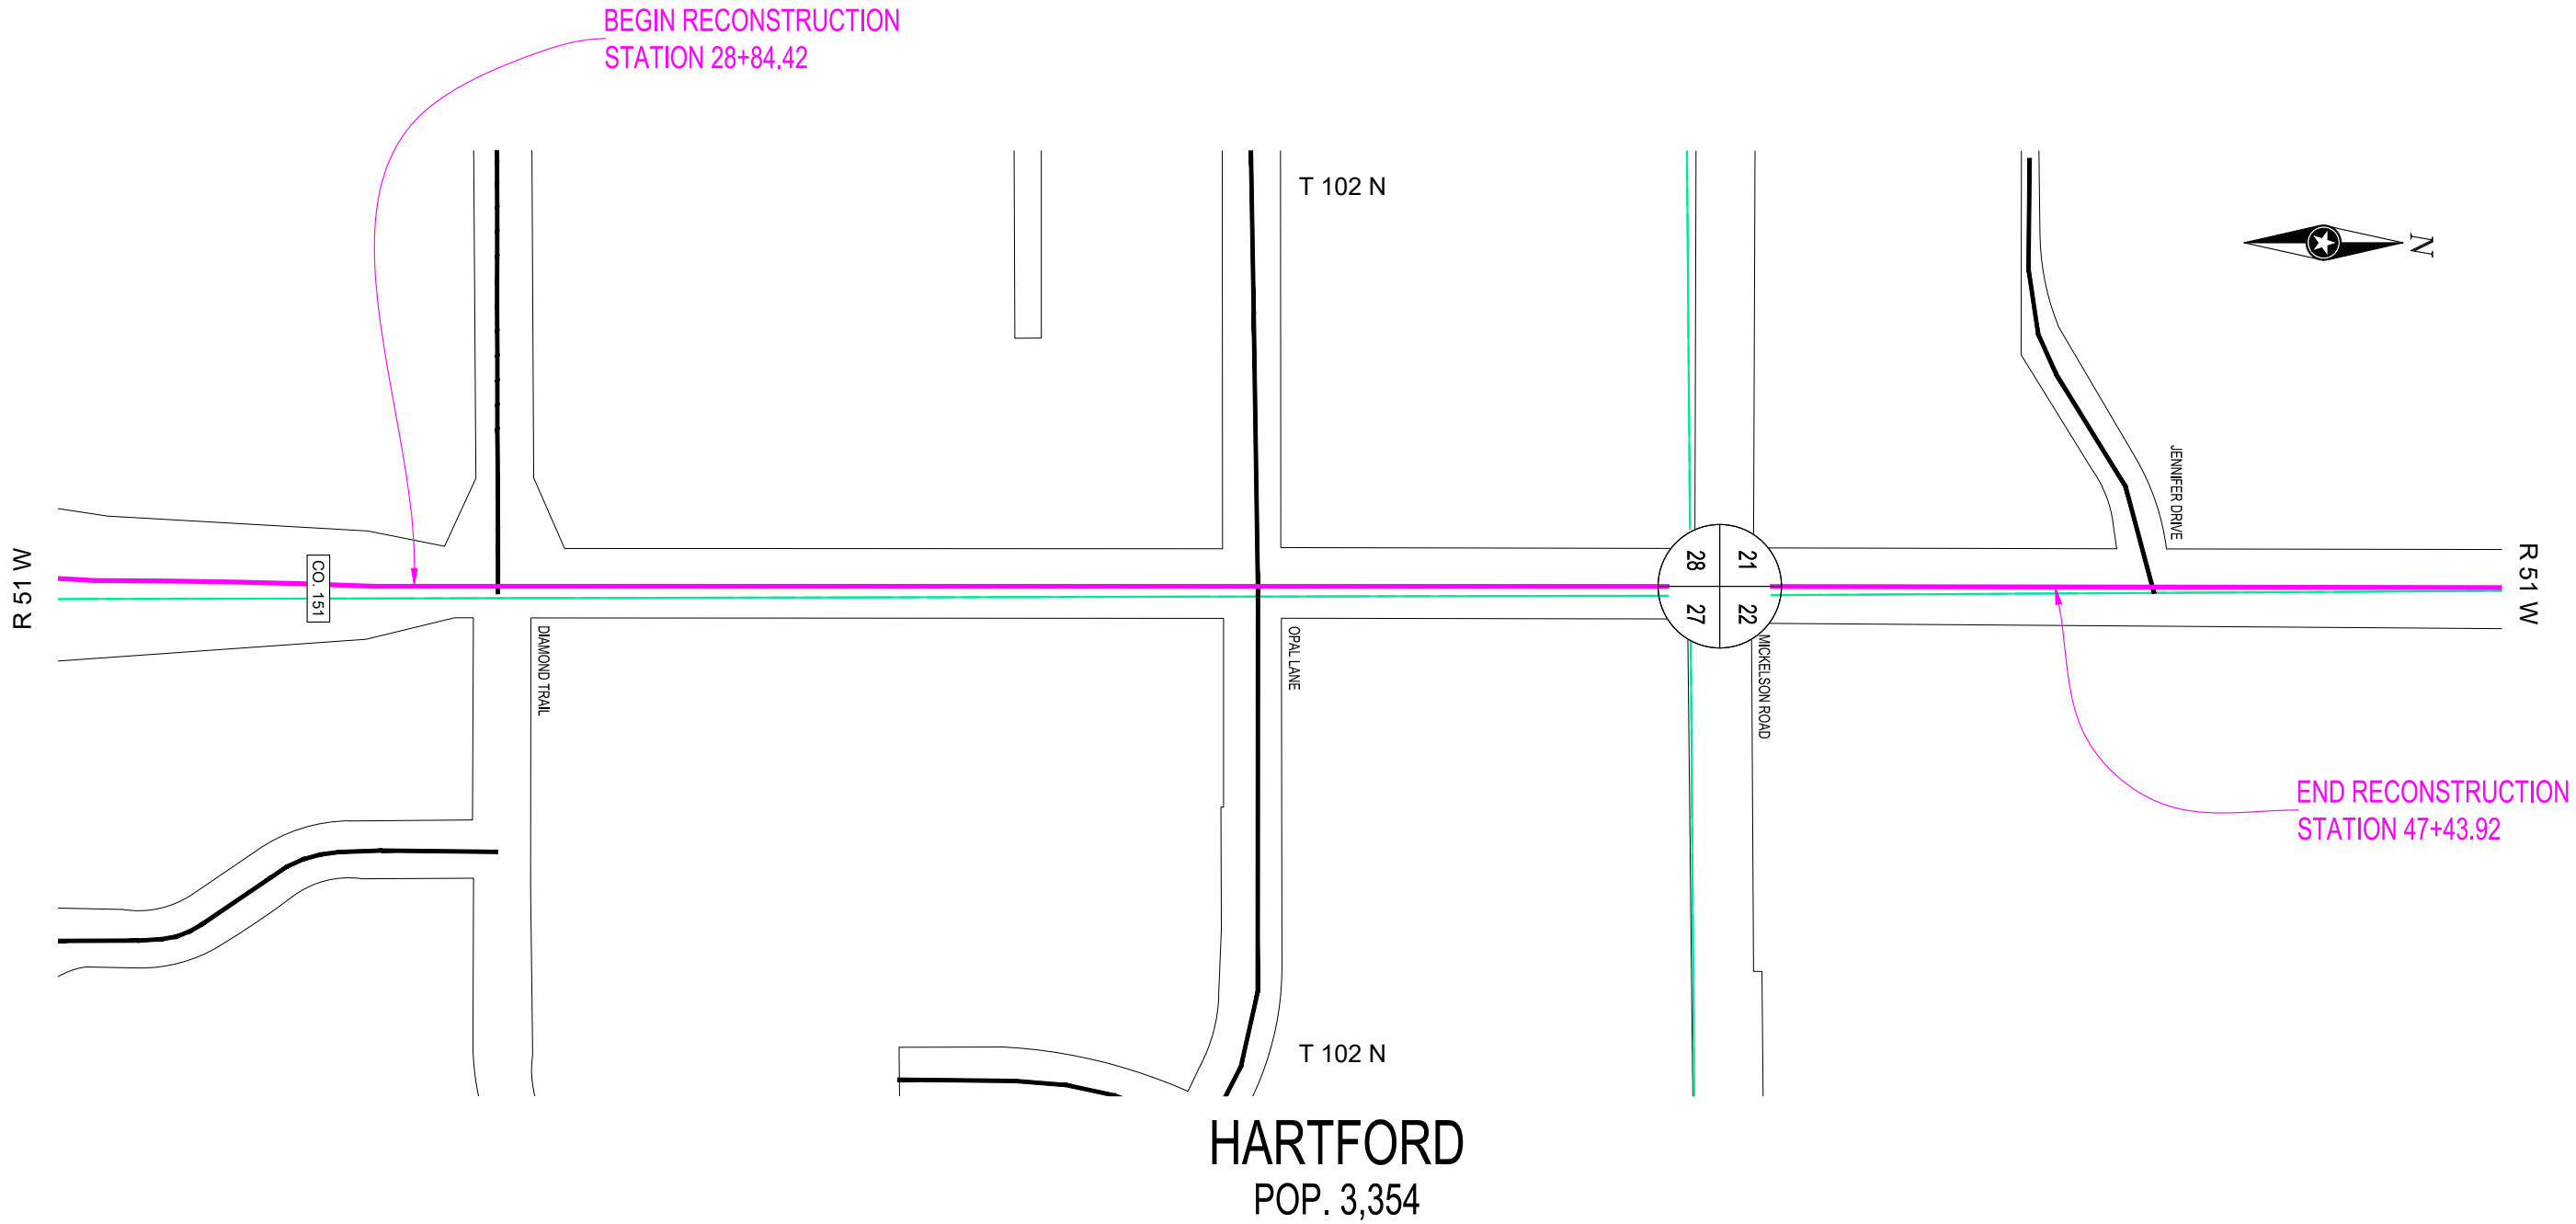 BEGIN RECONSTRUCTION
STATION 28+84.42
T 102 N
N
JENNIFER DRIVE
R 51 W
CO. 151
28
21
27
22
R 51 W
DIAMOND TRAIL
OPAL LANE
MICKELSON ROAD
END RECONSTRUCTION
STATION 47+43.92
T 102 N
HARTFORD
POP. 3,354